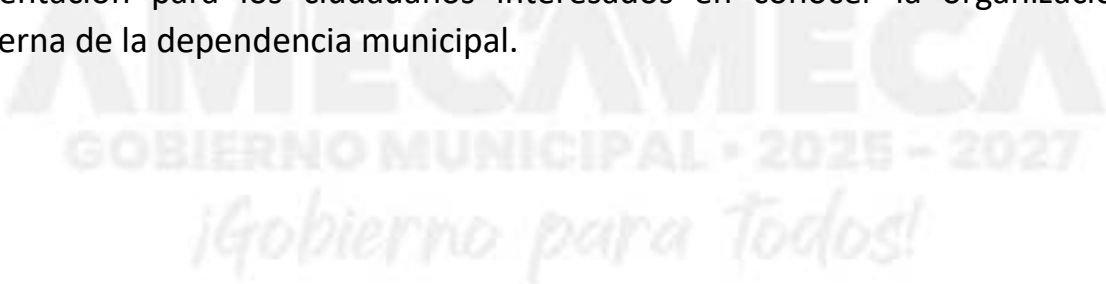 entación para los ciudadanos interesados en conocer la organizació
erna de la dependencia municipal.
AMECAMECA
GOBIERNO MUNICIPAL • 2025 - 2027
¡Gobierno para Todos!